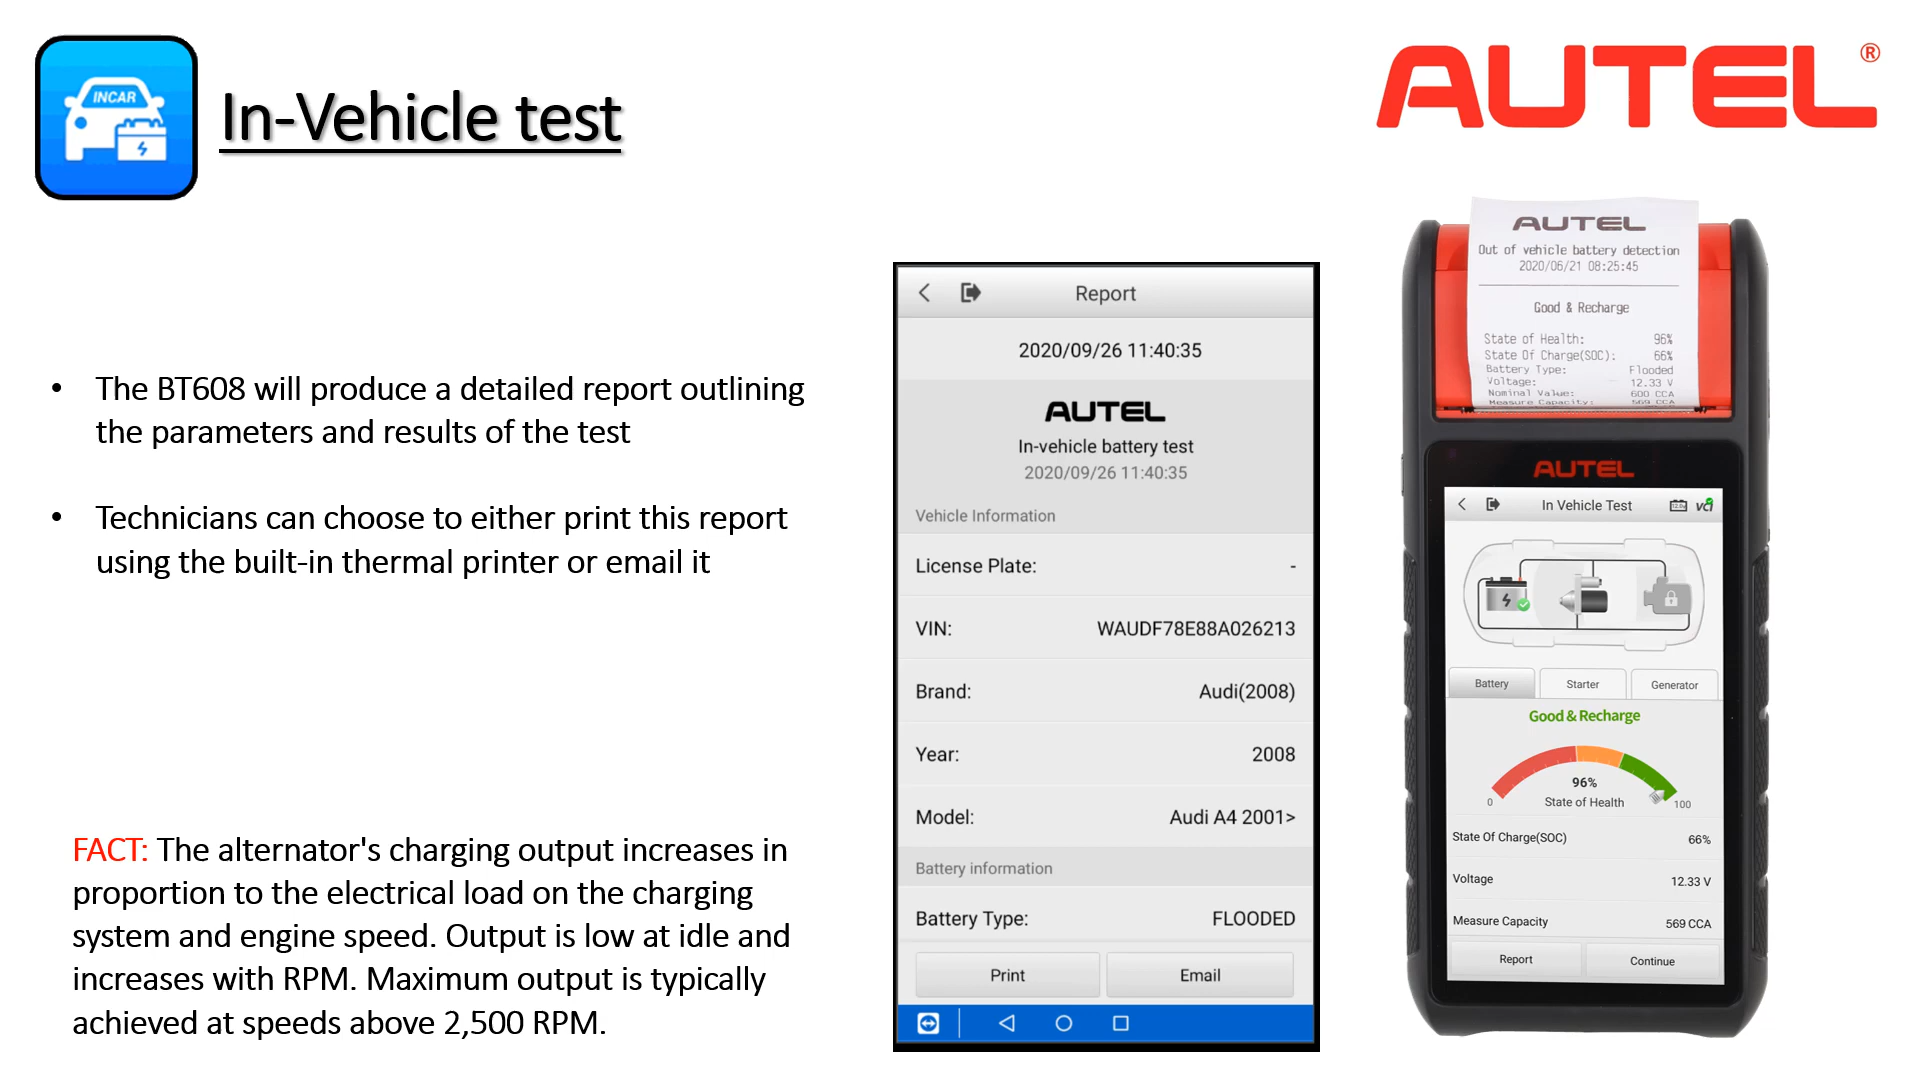 INCAR
In-Vehicle test
AUTEL®
• The BT608 will produce a detailed report outlining
the parameters and results of the test
• Technicians can choose to either print this report
using the built-in thermal printer or email it
FACT: The alternator's charging output increases in
proportion to the electrical load on the charging
system and engine speed. Output is low at idle and
increases with RPM. Maximum output is typically
achieved at speeds above 2,500 RPM.
Report
2020/09/26 11:40:35
AUTEL
In-vehicle battery test
2020/09/26 11:40:35
Vehicle Information
License Plate: -
VIN: WAUDF78E88A026213
Brand: Audi(2008)
Year: 2008
Model: Audi A4 2001>
Battery information
Battery Type: FLOODED
Print Email
AUTEL
Out of vehicle battery detection
2020/06/21 08:25:45
Good & Recharge
State of Health: 96%
State Of Charge(SOC): 66%
Battery Type: Flooded
Voltage: 12.33 V
Nominal Value: 600 CCA
Measure Capacity: 569 CCA
AUTEL
In Vehicle Test VCI
Battery Starter Generator
Good & Recharge
96%
0 State of Health 100
State Of Charge(SOC) 66%
Voltage 12.33 V
Measure Capacity 569 CCA
Report Continue